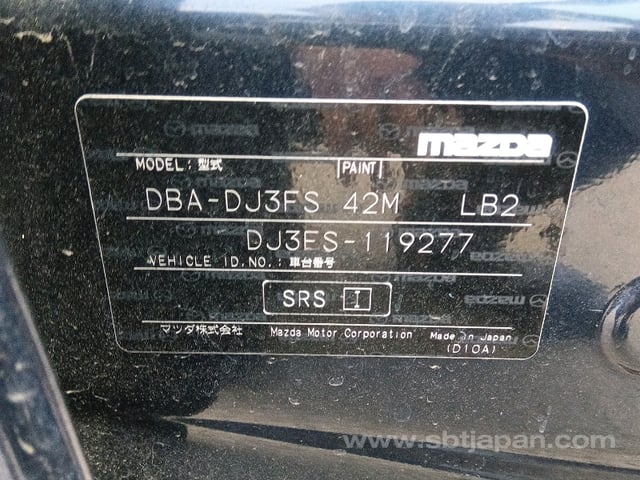 mazda
MODEL: 型式 PAINT
DBA-DJ3FS 42M LB2
DJ3FS-119277
VEHICLE ID.NO.: 車台番号
SRS I
マツダ株式会社 Mazda Motor Corporation Made in Japan
(D10A)
www.sbtjapan.com